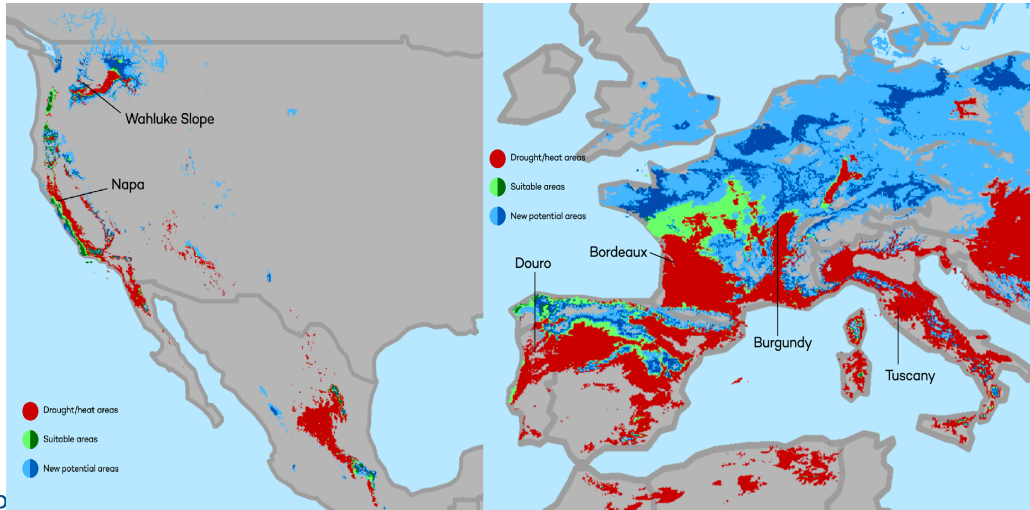 Wahluke Slope
Napa
Drought/heat areas
Suitable areas
New potential areas
Drought/heat areas
Suitable areas
New potential areas
Bordeaux
Douro
Burgundy
Tuscany